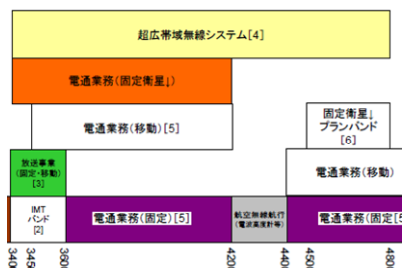 超広帯域無線システム[4]
電通業務(固定衛星↓)
電通業務(移動)[5]
固定衛星↓
プランバンド
[6]
放送事業
(固定・移動)
[3]
電通業務(移動)
IMT
バンド
[2]
電通業務(固定)[5]
航空無線航行
(電波高度計等)
電通業務(固定[5
3400
3450
3600
4200
4400
4500
4800